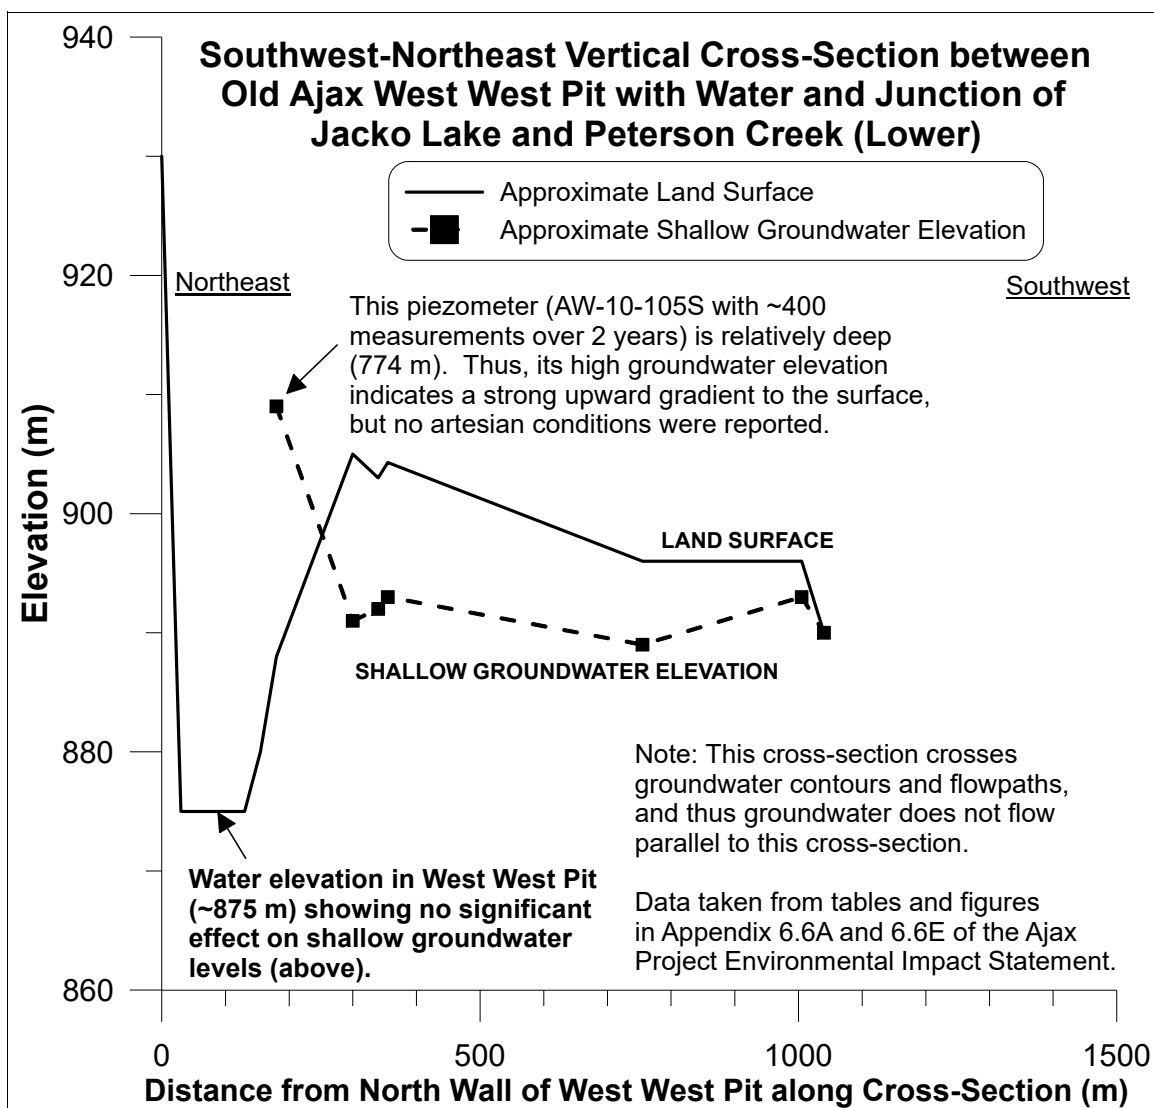 Southwest-Northeast Vertical Cross-Section between
Old Ajax West West Pit with Water and Junction of
Jacko Lake and Peterson Creek (Lower)
Approximate Land Surface
Approximate Shallow Groundwater Elevation
Northeast
Southwest
This piezometer (AW-10-105S with ~400
measurements over 2 years) is relatively deep
(774 m).  Thus, its high groundwater elevation
indicates a strong upward gradient to the surface,
but no artesian conditions were reported.
LAND SURFACE
SHALLOW GROUNDWATER ELEVATION
Note: This cross-section crosses
groundwater contours and flowpaths,
and thus groundwater does not flow
parallel to this cross-section.
Data taken from tables and figures
in Appendix 6.6A and 6.6E of the Ajax
Project Environmental Impact Statement.
Water elevation in West West Pit
(~875 m) showing no significant
effect on shallow groundwater
levels (above).
Elevation (m)
940
920
900
880
860
0
500
1000
1500
Distance from North Wall of West West Pit along Cross-Section (m)